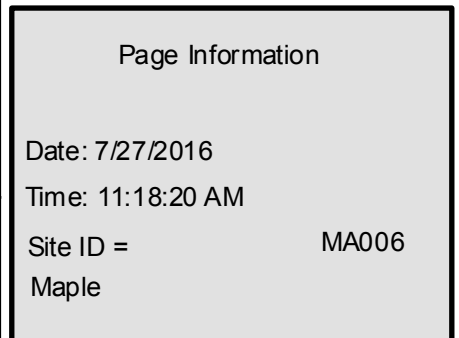 Page Information
Date: 7/27/2016
Time: 11:18:20 AM
Site ID = MA006
Maple